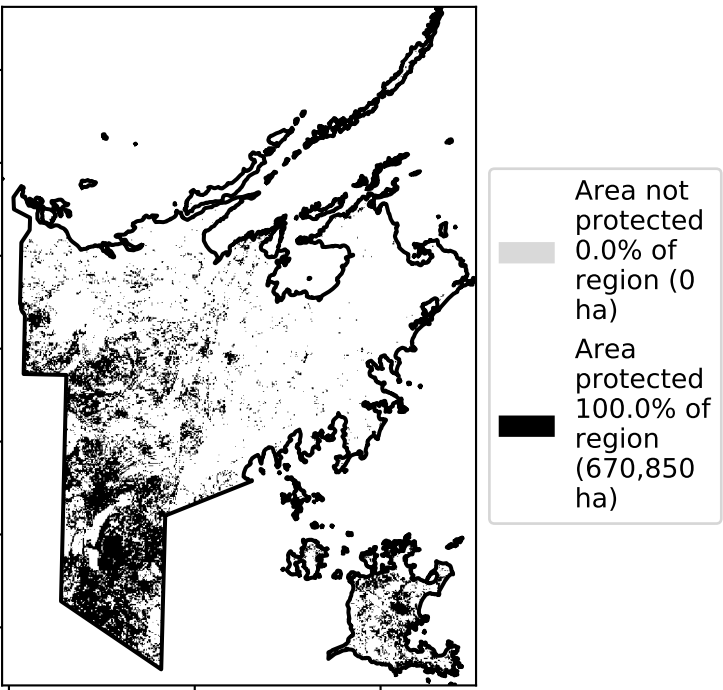 Area not
protected
0.0% of
region (0
ha)
Area
protected
100.0% of
region
(670,850
ha)